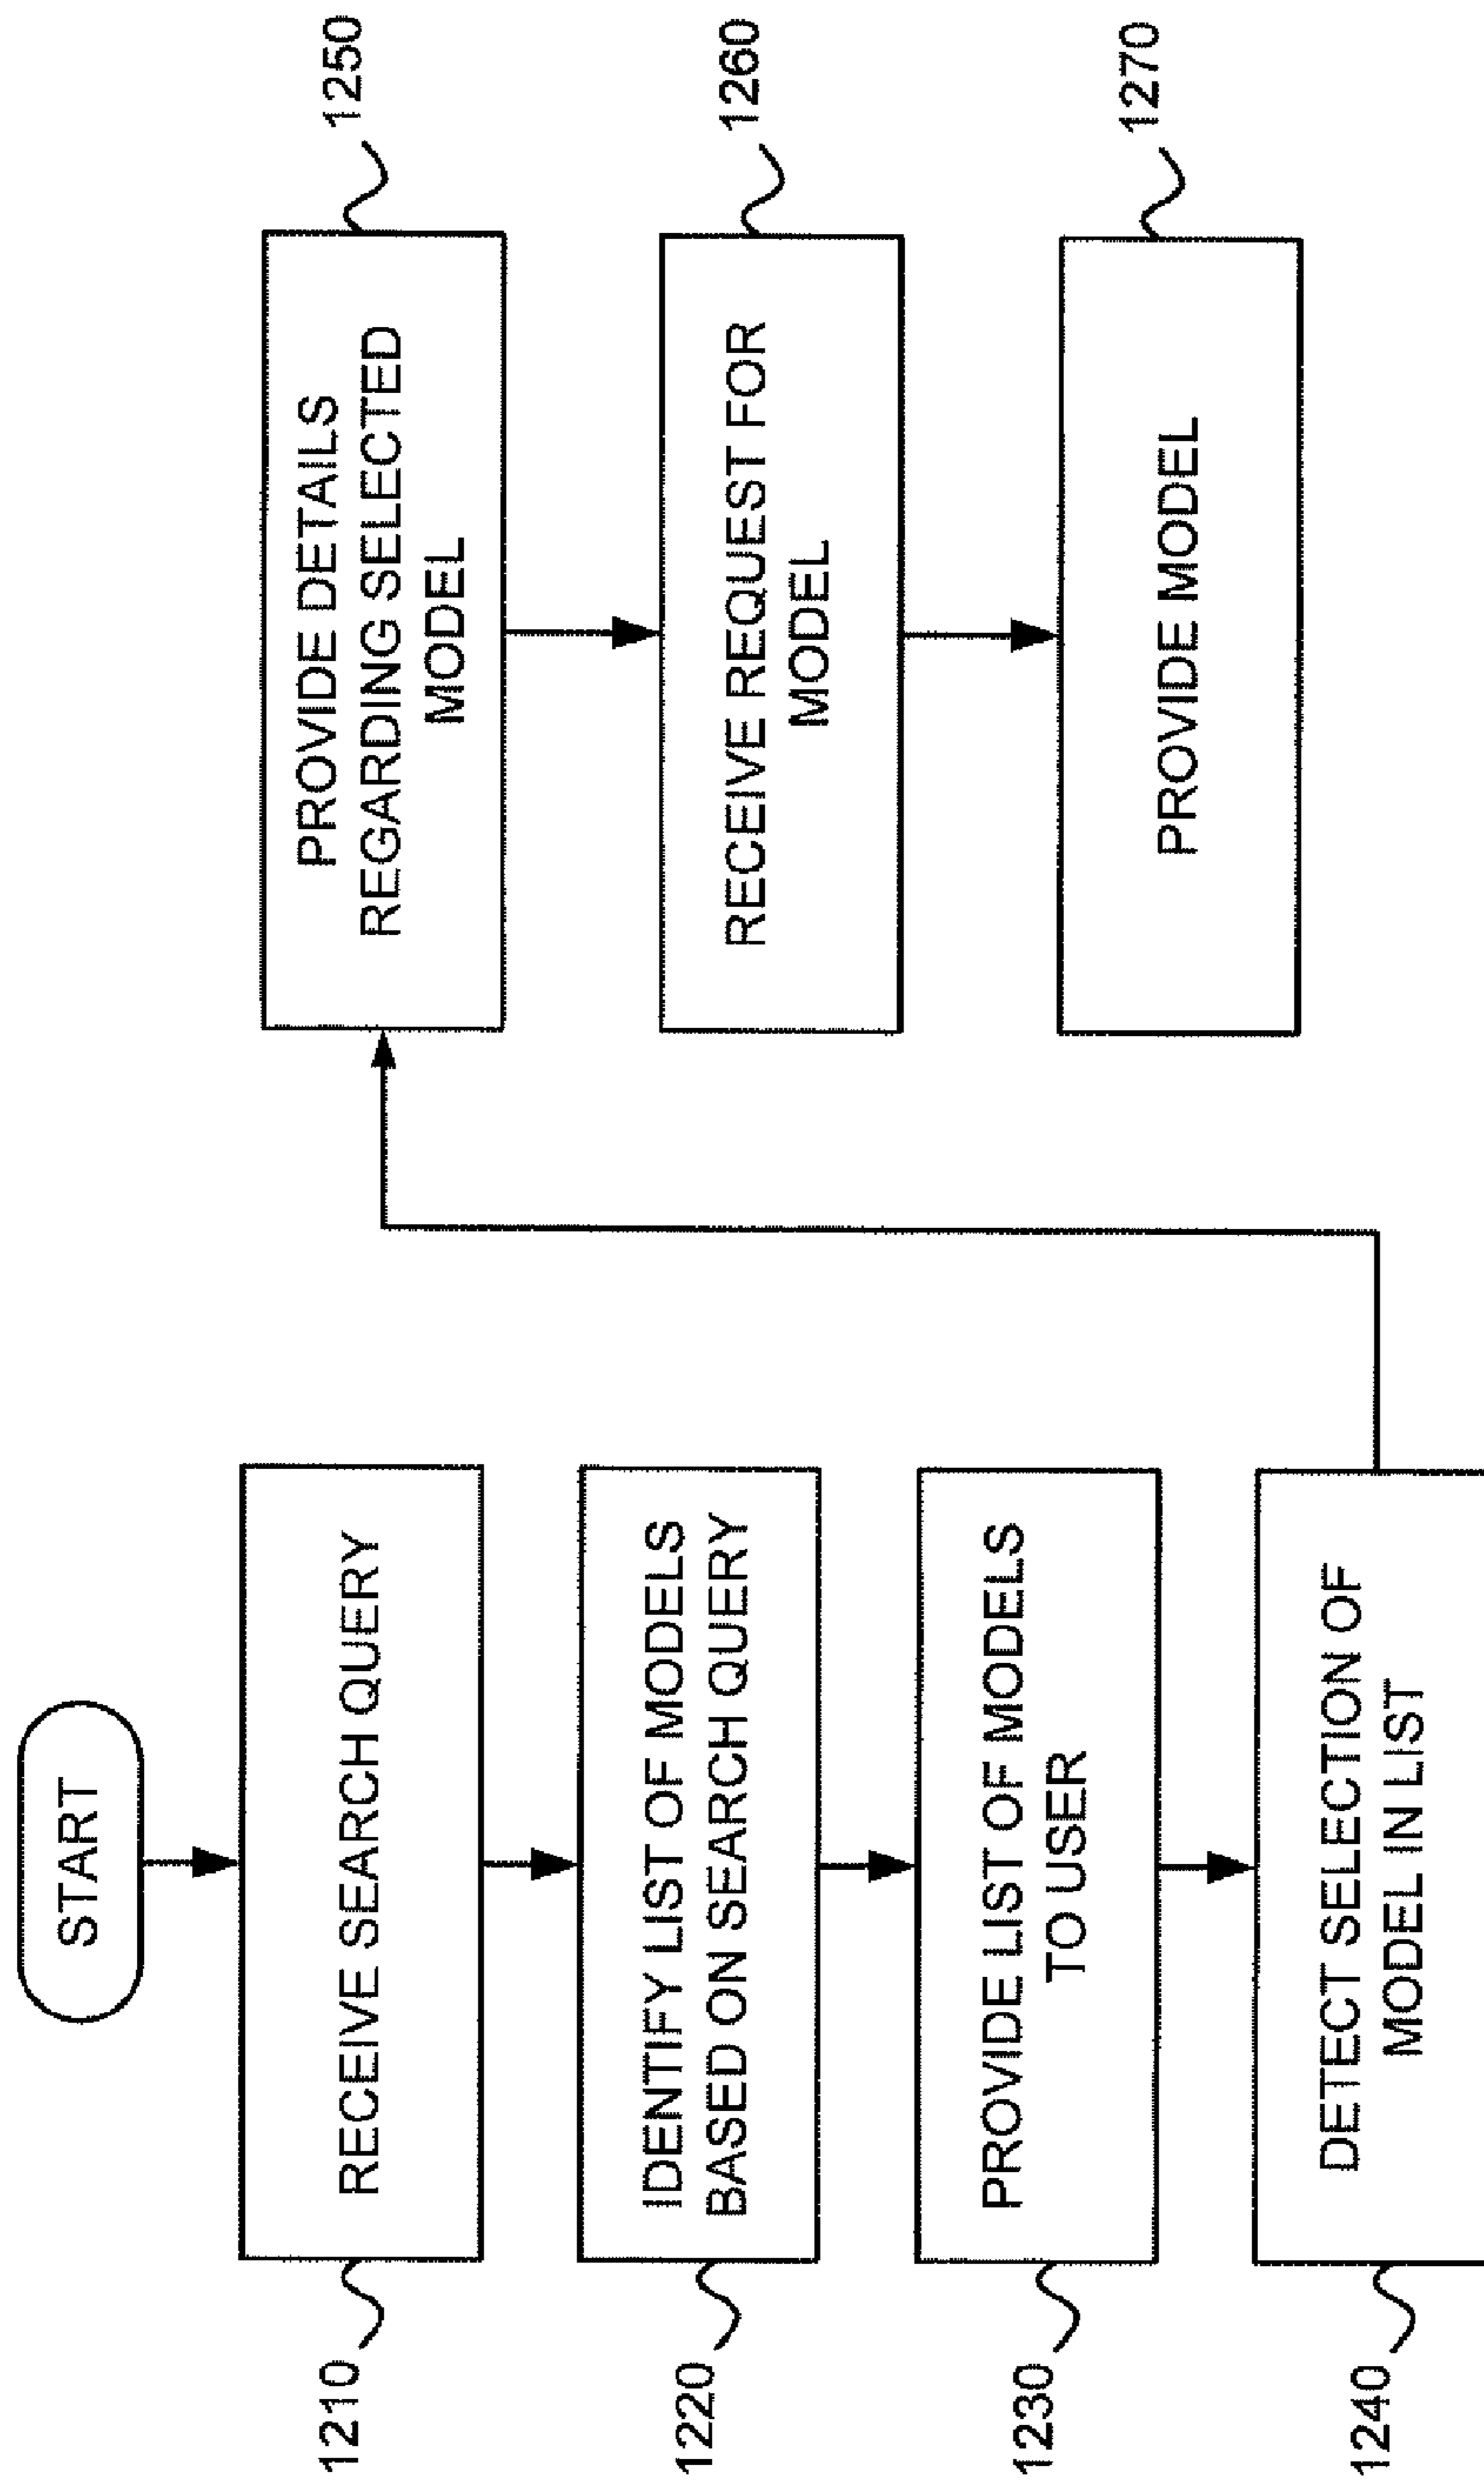 START
RECEIVE SEARCH QUERY
1210
IDENTIFY LIST OF MODELS
BASED ON SEARCH QUERY
1220
PROVIDE LIST OF MODELS
TO USER
1230
DETECT SELECTION OF
MODEL IN LIST
1240
PROVIDE DETAILS
REGARDING SELECTED
MODEL
1250
RECEIVE REQUEST FOR
MODEL
1260
PROVIDE MODEL
1270